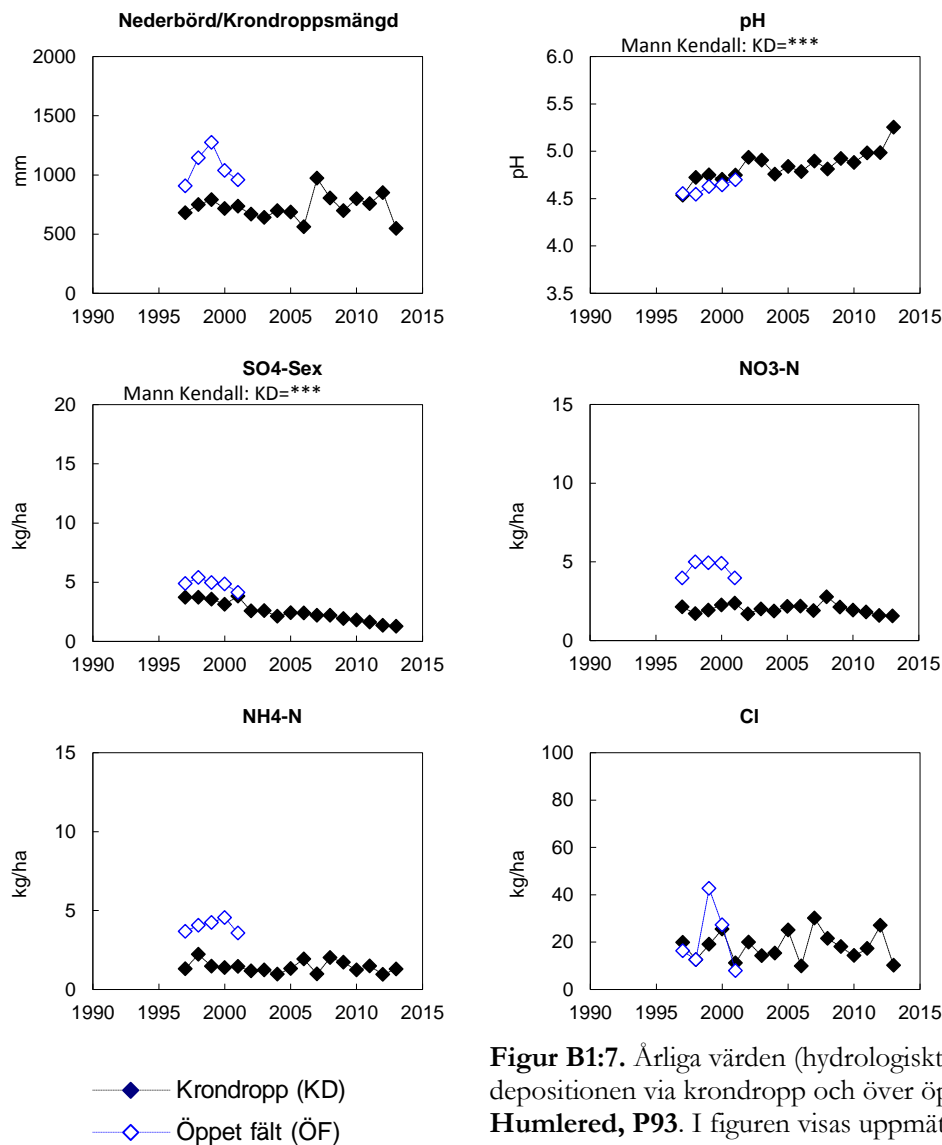 Nederbörd/Krondroppsmängd
mm
2000
1500
1000
500
0
1990 1995 2000 2005 2010 2015
pH
Mann Kendall: KD=***
pH
6.0
5.5
5.0
4.5
4.0
3.5
1990 1995 2000 2005 2010 2015
SO4-Sex
Mann Kendall: KD=***
kg/ha
20
15
10
5
0
1990 1995 2000 2005 2010 2015
NO3-N
kg/ha
15
10
5
0
1990 1995 2000 2005 2010 2015
NH4-N
kg/ha
15
10
5
0
1990 1995 2000 2005 2010 2015
Cl
kg/ha
100
80
60
40
20
0
1990 1995 2000 2005 2010 2015
Krondropp (KD)
Öppet fält (ÖF)
Figur B1:7. Årliga värden (hydrologiskt
depositionen via krondropp och över öp
Humlered, P93. I figuren visas uppmät